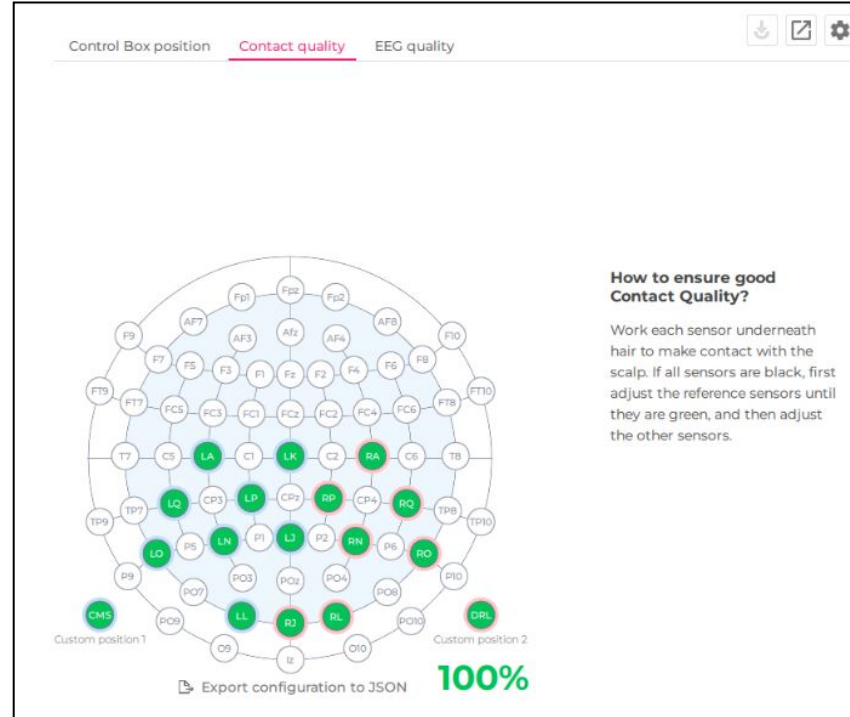 Control Box position Contact quality EEG quality
Fp1 Fpz Fp2
AF7 AF8
F9 AF3 Afz AF4 F10
F7 F8
F5 F3 F1 Fz F2 F4 F6
FT9 FT10
FT7 FC5 FC3 FC1 FCz FC2 FC4 FC6 FT8
T7 C5 LA C1 LK C2 RA C6 T8
LQ CP3 LP CPz RP CP4 RQ
TP9 TP7 TP8 TP10
LO P5 LN P1 LJ P2 RN P6 RO
P9 PO3 POz PO4 P10
PO7 PO8
CMS PO9 LL RJ RL PO10 DRL
Custom position 1 Custom position 2
O9 Iz O10
Export configuration to JSON 100%
How to ensure good
Contact Quality?
Work each sensor underneath
hair to make contact with the
scalp. If all sensors are black, first
adjust the reference sensors until
they are green, and then adjust
the other sensors.